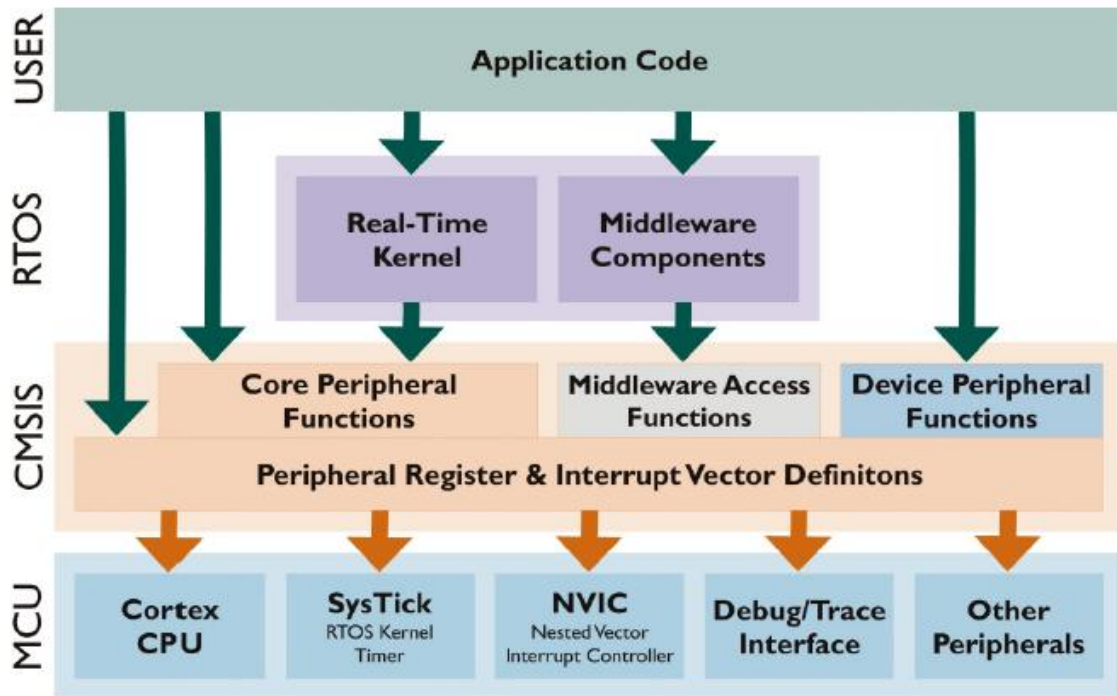 USER
Application Code
RTOS
Real-Time
Kernel
Middleware
Components
CMSIS
Core Peripheral
Functions
Middleware Access
Functions
Device Peripheral
Functions
Peripheral Register & Interrupt Vector Definitons
MCU
Cortex
CPU
SysTick
RTOS Kernel
Timer
NVIC
Nested Vector
Interrupt Controller
Debug/Trace
Interface
Other
Peripherals